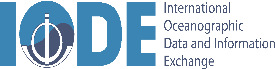 IODE
International
Oceanographic
Data and Information
Exchange